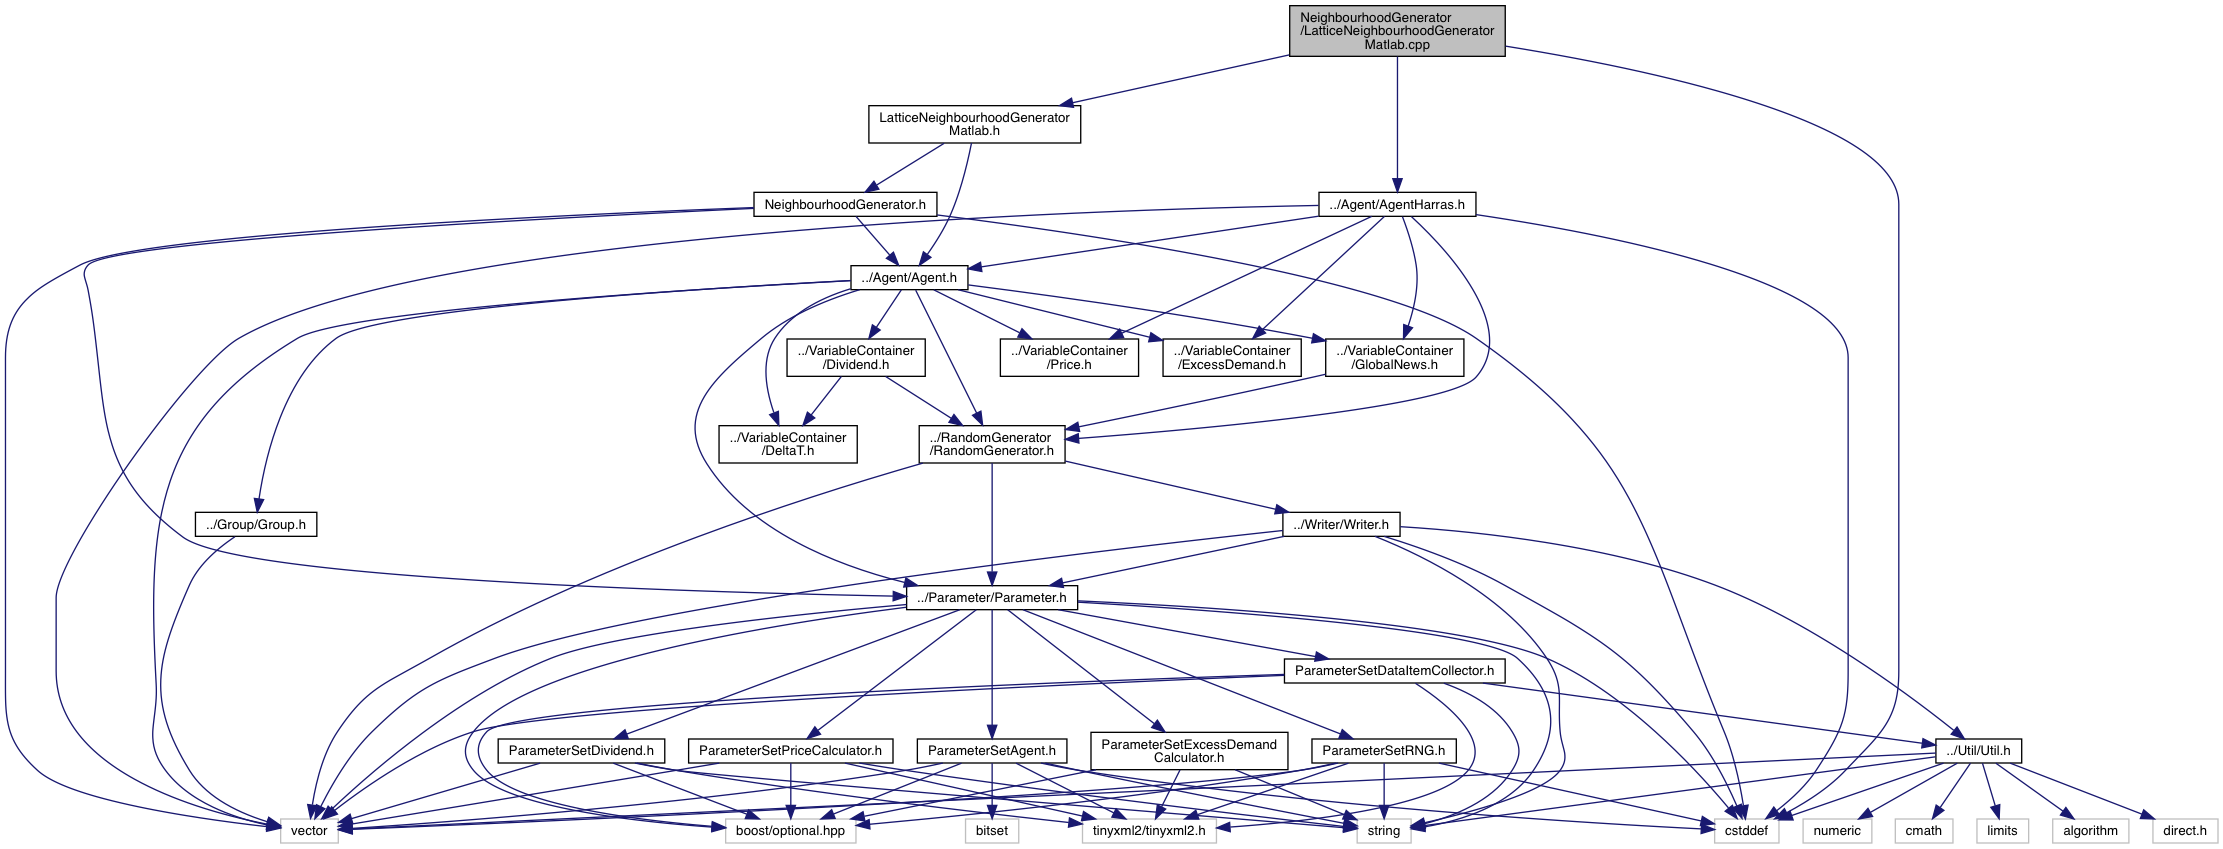 NeighbourhoodGenerator
/LatticeNeighbourhoodGenerator
Matlab.cpp
LatticeNeighbourhoodGenerator
Matlab.h
NeighbourhoodGenerator.h
../Agent/AgentHarras.h
../Agent/Agent.h
../VariableContainer
/Dividend.h
../VariableContainer
/Price.h
../VariableContainer
/ExcessDemand.h
../VariableContainer
/GlobalNews.h
../VariableContainer
/DeltaT.h
../RandomGenerator
/RandomGenerator.h
../Group/Group.h
../Writer/Writer.h
../Parameter/Parameter.h
ParameterSetDataItemCollector.h
ParameterSetDividend.h
ParameterSetPriceCalculator.h
ParameterSetAgent.h
ParameterSetExcessDemand
Calculator.h
ParameterSetRNG.h
../Util/Util.h
vector
boost/optional.hpp
bitset
tinyxml2/tinyxml2.h
string
cstddef
numeric
cmath
limits
algorithm
direct.h